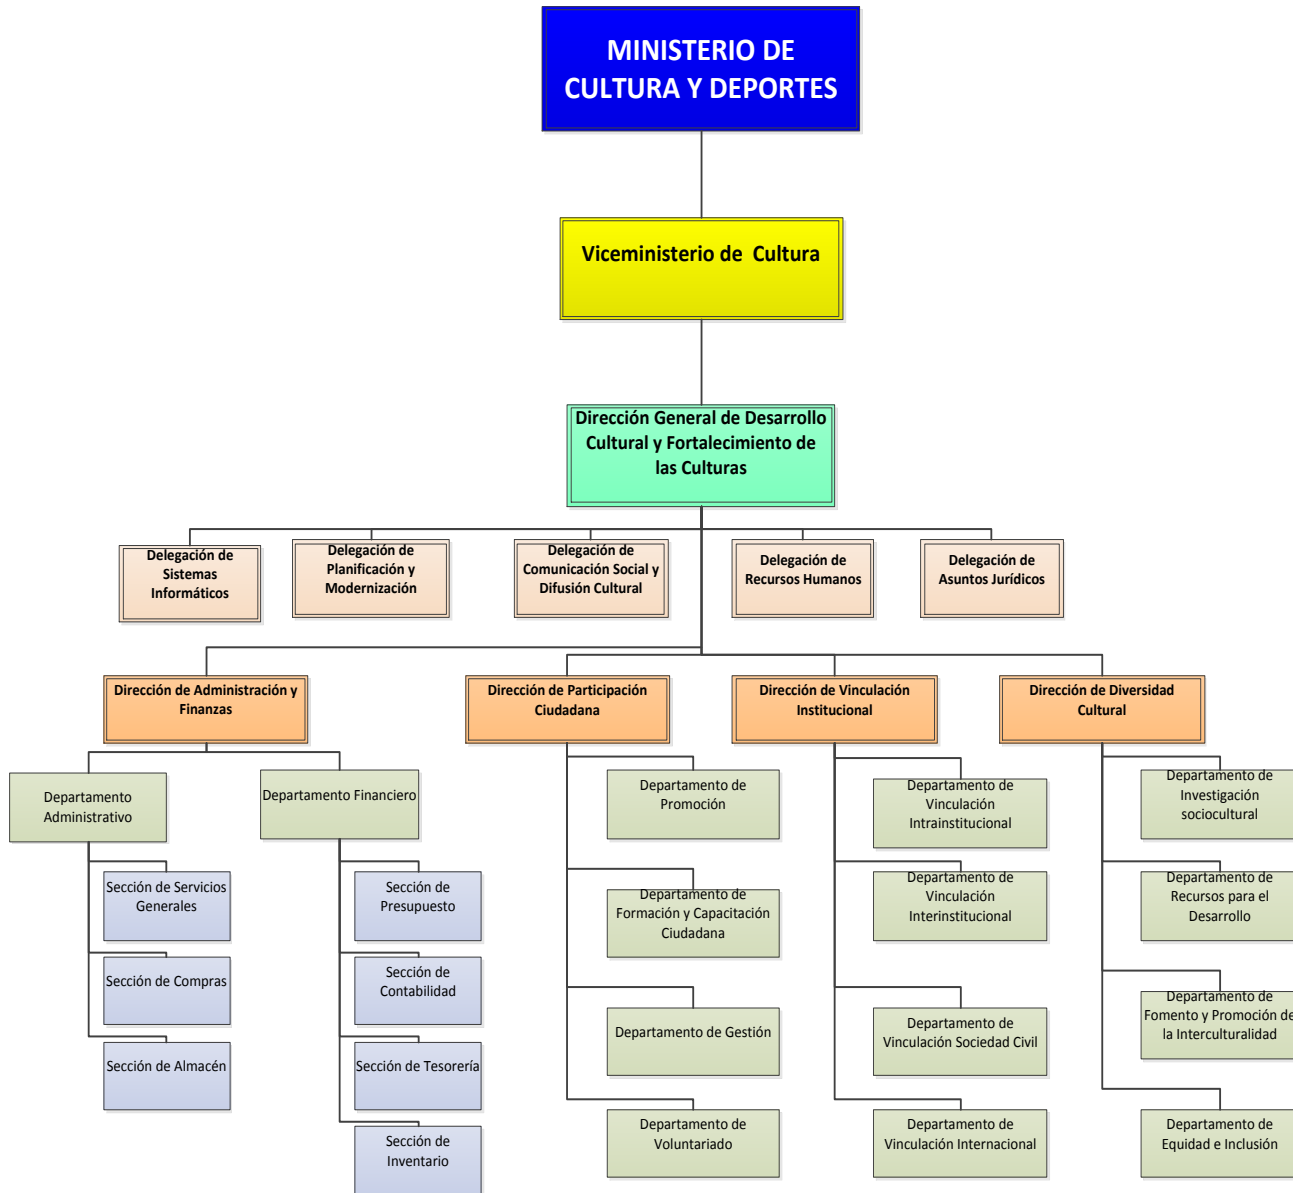 MINISTERIO DE
CULTURA Y DEPORTES
Viceministerio de Cultura
Dirección General de Desarrollo
Cultural y Fortalecimiento de
las Culturas
Delegación de
Sistemas
Informáticos
Delegación de
Planificación y
Modernización
Delegación de
Comunicación Social y
Difusión Cultural
Delegación de
Recursos Humanos
Delegación de
Asuntos Jurídicos
Dirección de Administración y
Finanzas
Dirección de Participación
Ciudadana
Dirección de Vinculación
Institucional
Dirección de Diversidad
Cultural
Departamento
Administrativo
Departamento Financiero
Sección de Servicios
Generales
Sección de Compras
Sección de Almacén
Sección de
Presupuesto
Sección de
Contabilidad
Sección de Tesorería
Sección de
Inventario
Departamento de
Promoción
Departamento de
Formación y Capacitación
Ciudadana
Departamento de Gestión
Departamento de
Voluntariado
Departamento de
Vinculación
Intrainstitucional
Departamento de
Vinculación
Interinstitucional
Departamento de
Vinculación Sociedad Civil
Departamento de
Vinculación Internacional
Departamento de
Investigación
sociocultural
Departamento de
Recursos para el
Desarrollo
Departamento de
Fomento y Promoción de
la Interculturalidad
Departamento de
Equidad e Inclusión